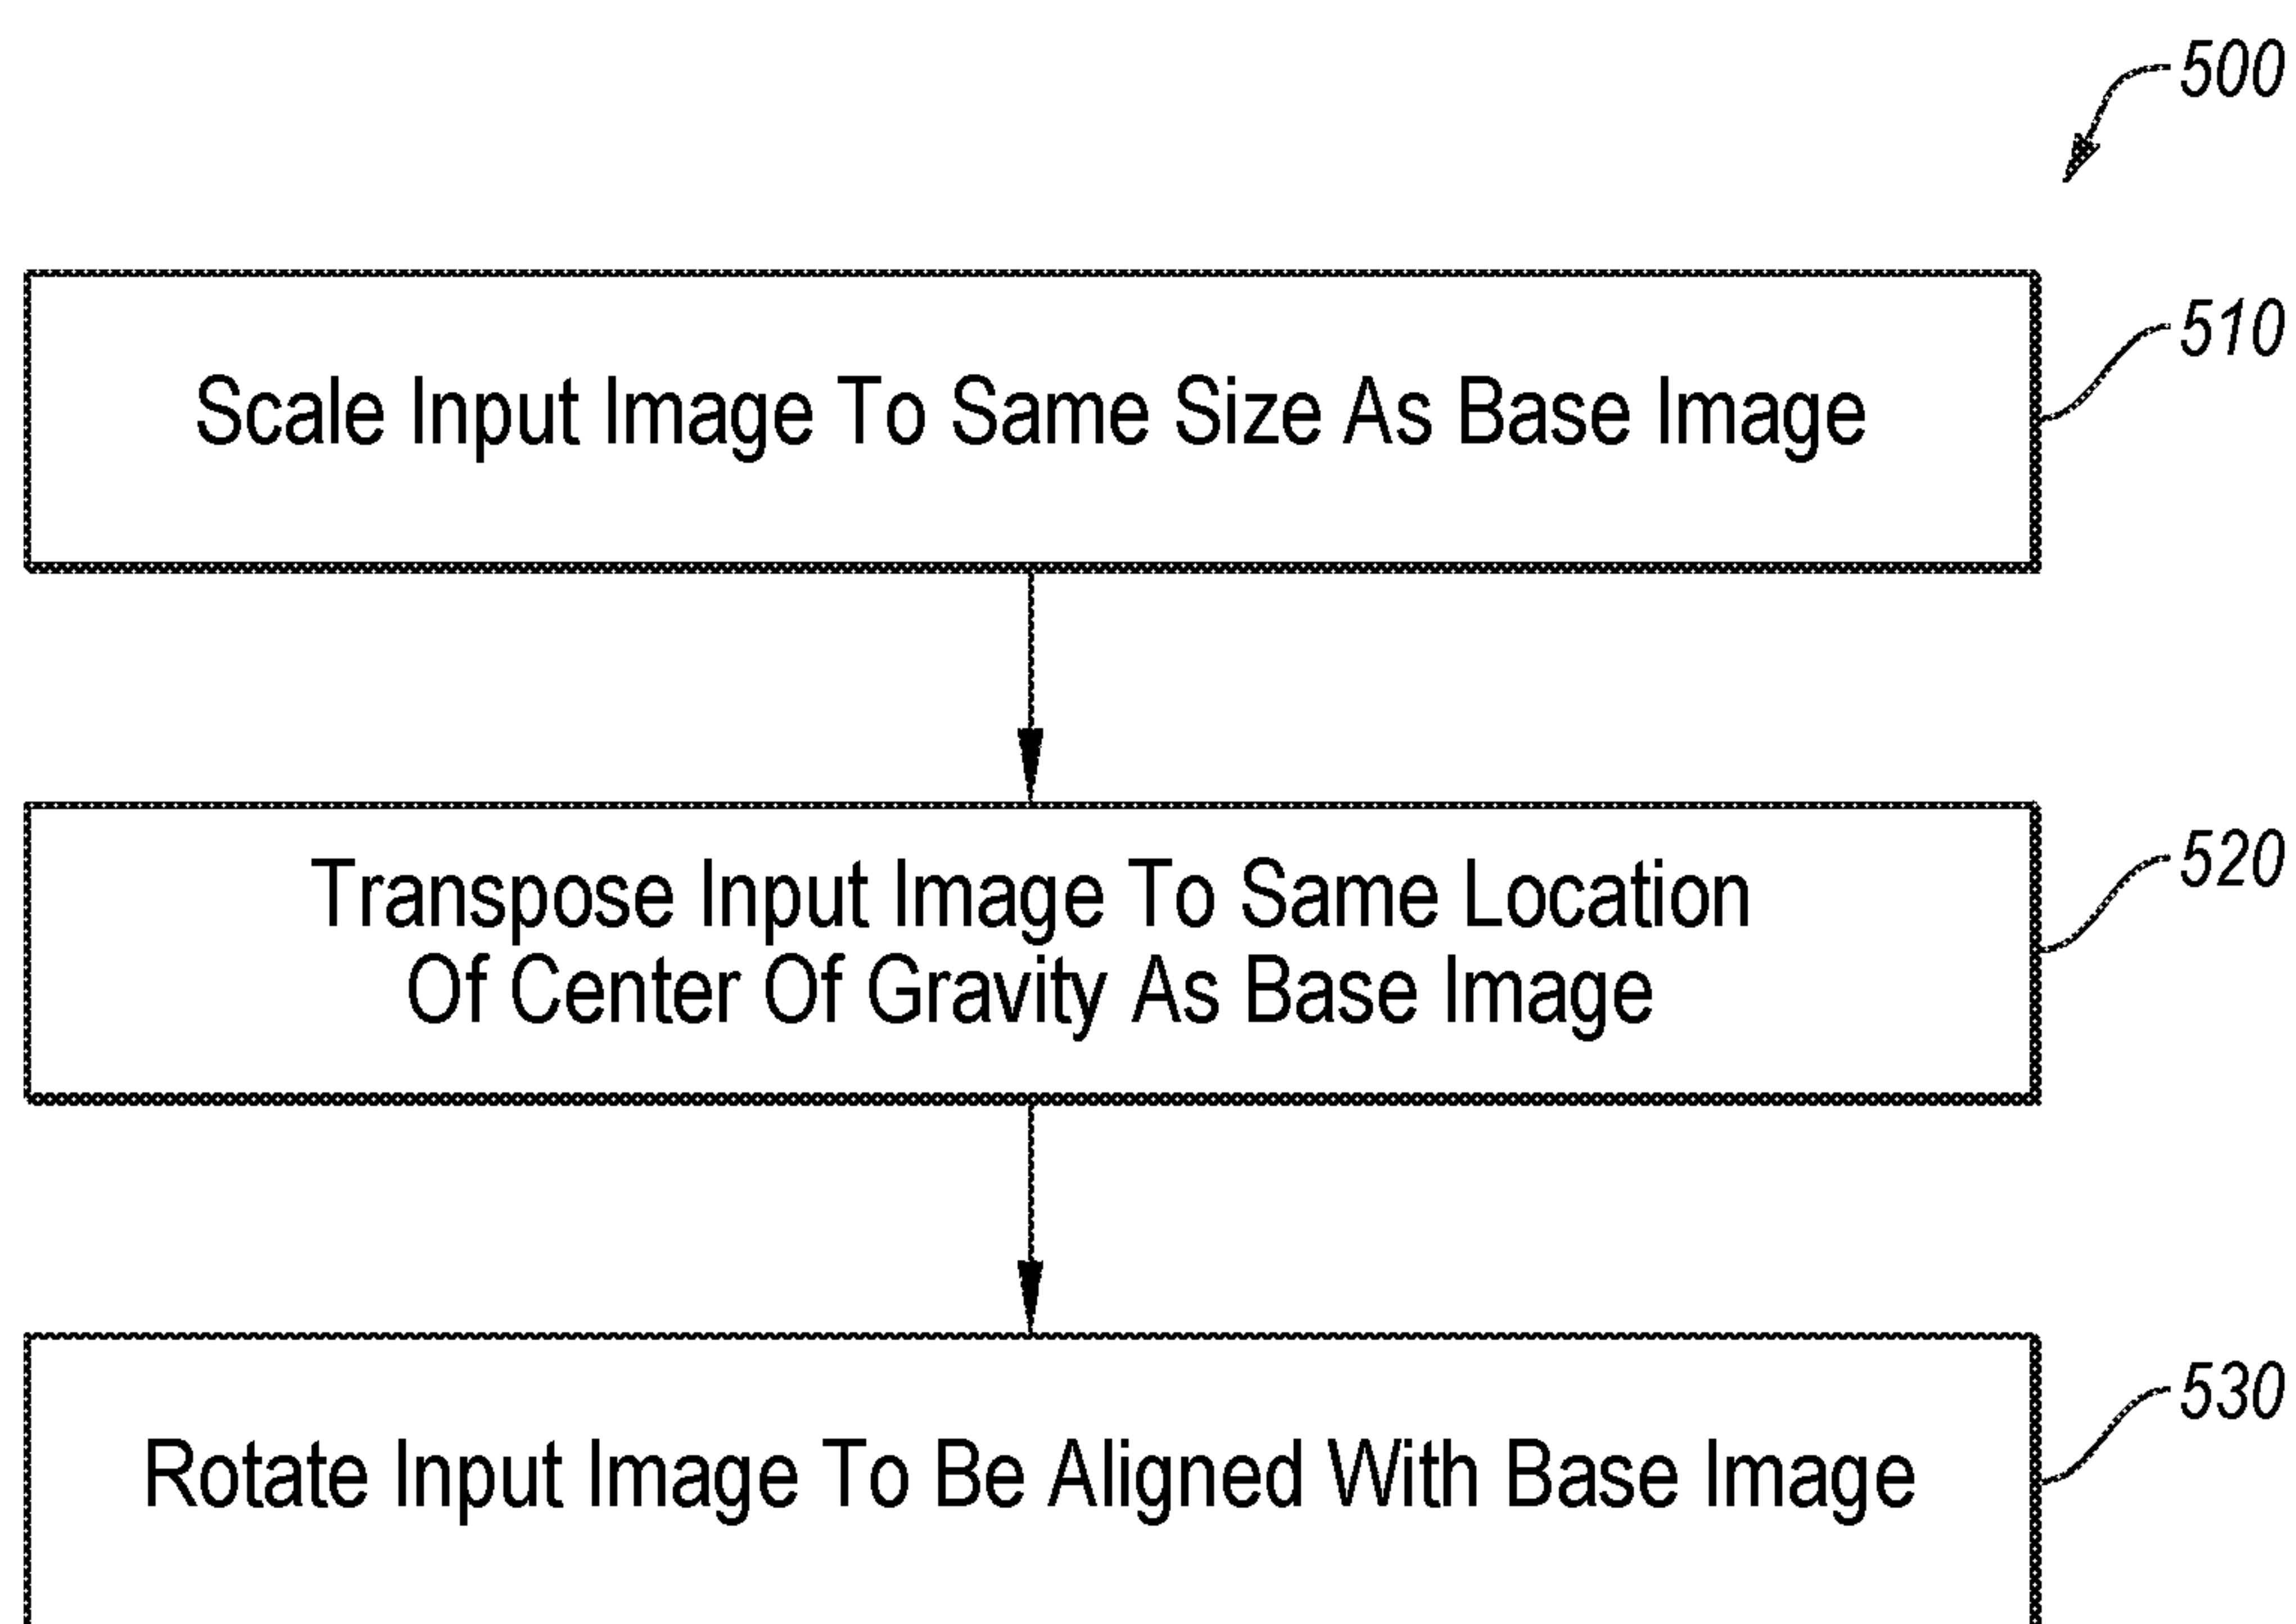 500
510
Scale Input Image To Same Size As Base Image
520
Transpose Input Image To Same Location
Of Center Of Gravity As Base Image
530
Rotate Input Image To Be Aligned With Base Image